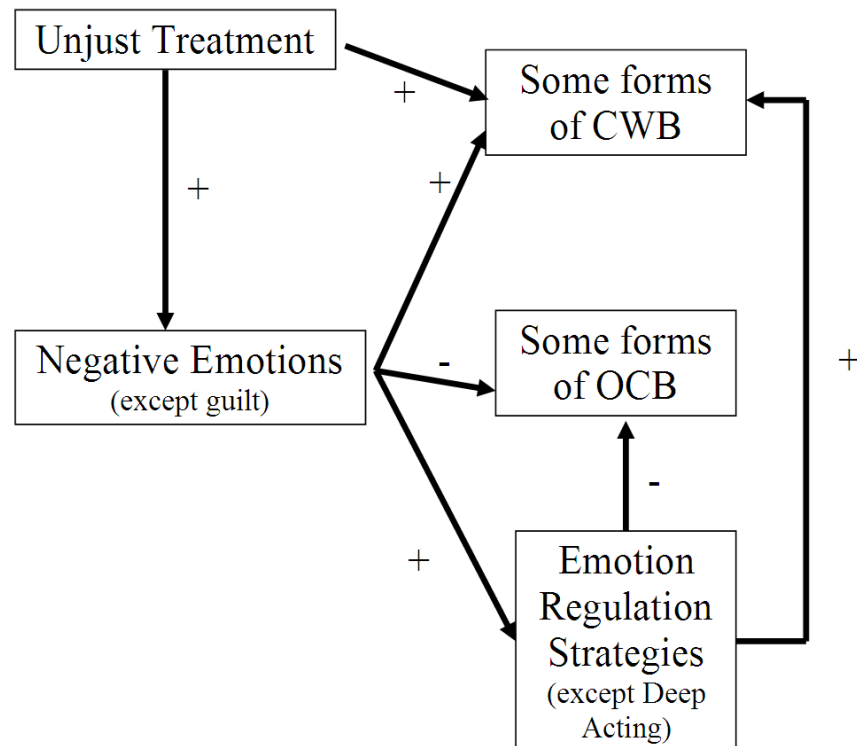 Unjust Treatment
+
Some forms
of CWB
+
+
Negative Emotions
(except guilt)
-
Some forms
of OCB
+
-
+
Emotion
Regulation
Strategies
(except Deep
Acting)